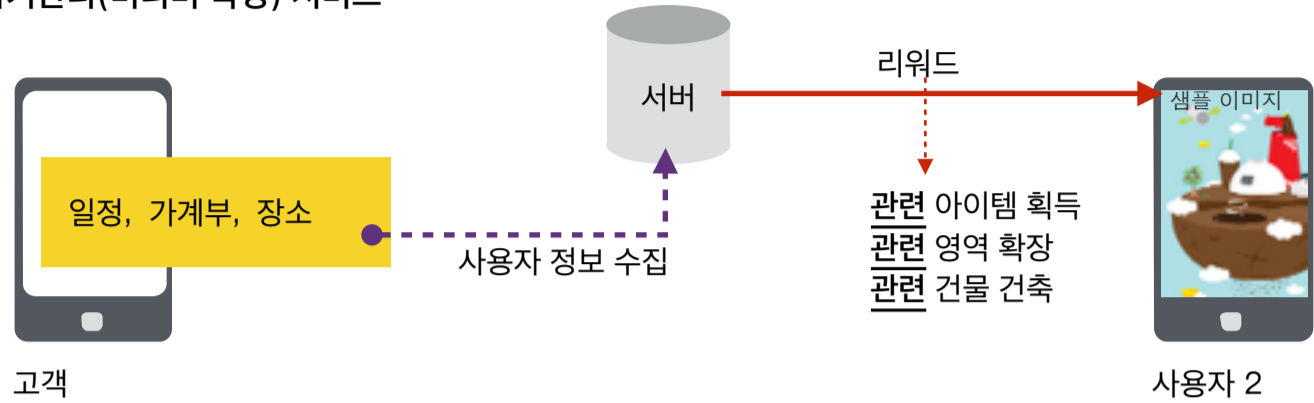 서버
리워드
샘플 이미지
일정, 가계부, 장소
사용자 정보 수집
관련 아이템 획득
관련 영역 확장
관련 건물 건축
고객
사용자 2